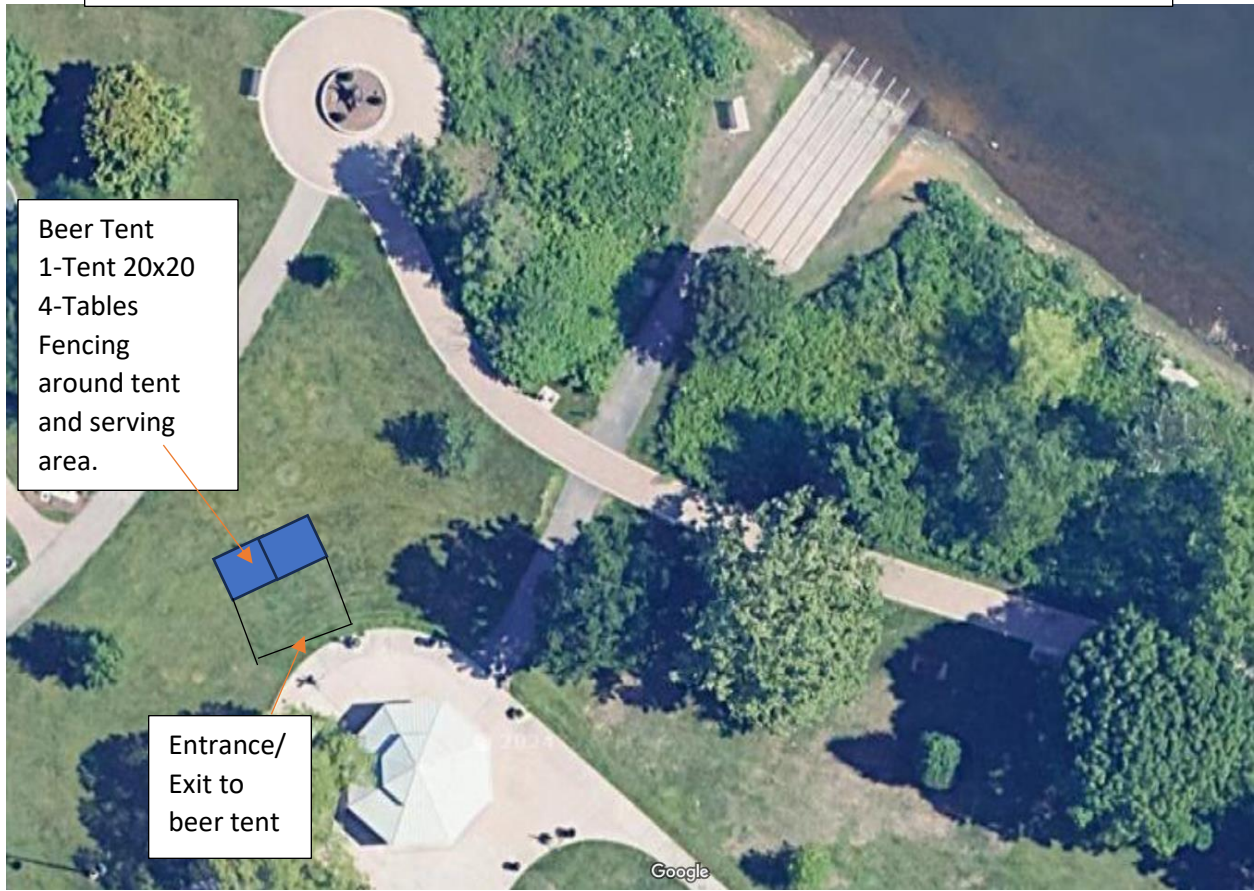 Beer Tent
1-Tent 20x20
4-Tables
Fencing
around tent
and serving
area.
Entrance/
Exit to
beer tent
Google